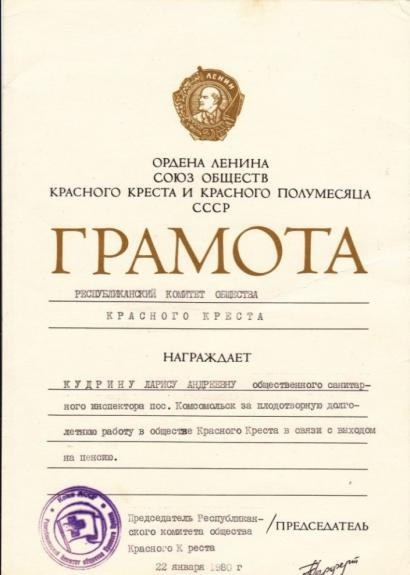 ЛЕНИН
ОРДЕНА ЛЕНИНА
СОЮЗ ОБЩЕСТВ
КРАСНОГО КРЕСТА И КРАСНОГО ПОЛУМЕСЯЦА
СССР
ГРАМОТА
РЕСПУБЛИКАНСКИЙ КОМИТЕТ ОБЩЕСТВА
КРАСНОГО КРЕСТА
НАГРАЖДАЕТ
КУДРИНУ ЛАРИСУ АНДРЕЕВНУ общественного санитар-
ного инспектора пос. Комсомольск за плодотворную долго-
летнюю работу в обществе Красного Креста в связи с выходом
на пенсию.
Председатель Республикан-
ского комитета общества /ПРЕДСЕДАТЕЛЬ
Красного К реста
22 января 1980 г